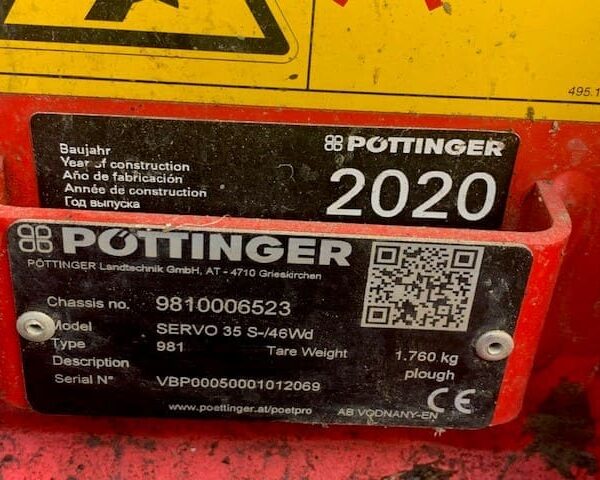 495.1
Baujahr
Year of construction
Año de fabricación
Année de construction
Год выпуска
PÖTTINGER
2020
PÖTTINGER
PÖTTINGER Landtechnik GmbH, AT - 4710 Grieskirchen
Chassis no. 9810006523
Model SERVO 35 S-/46Wd
Type 981 Tare Weight 1.760 kg
Description plough
Serial N° VBP00050001012069
www.poettinger.at/poetpro
AB VODNANY-EN
CE